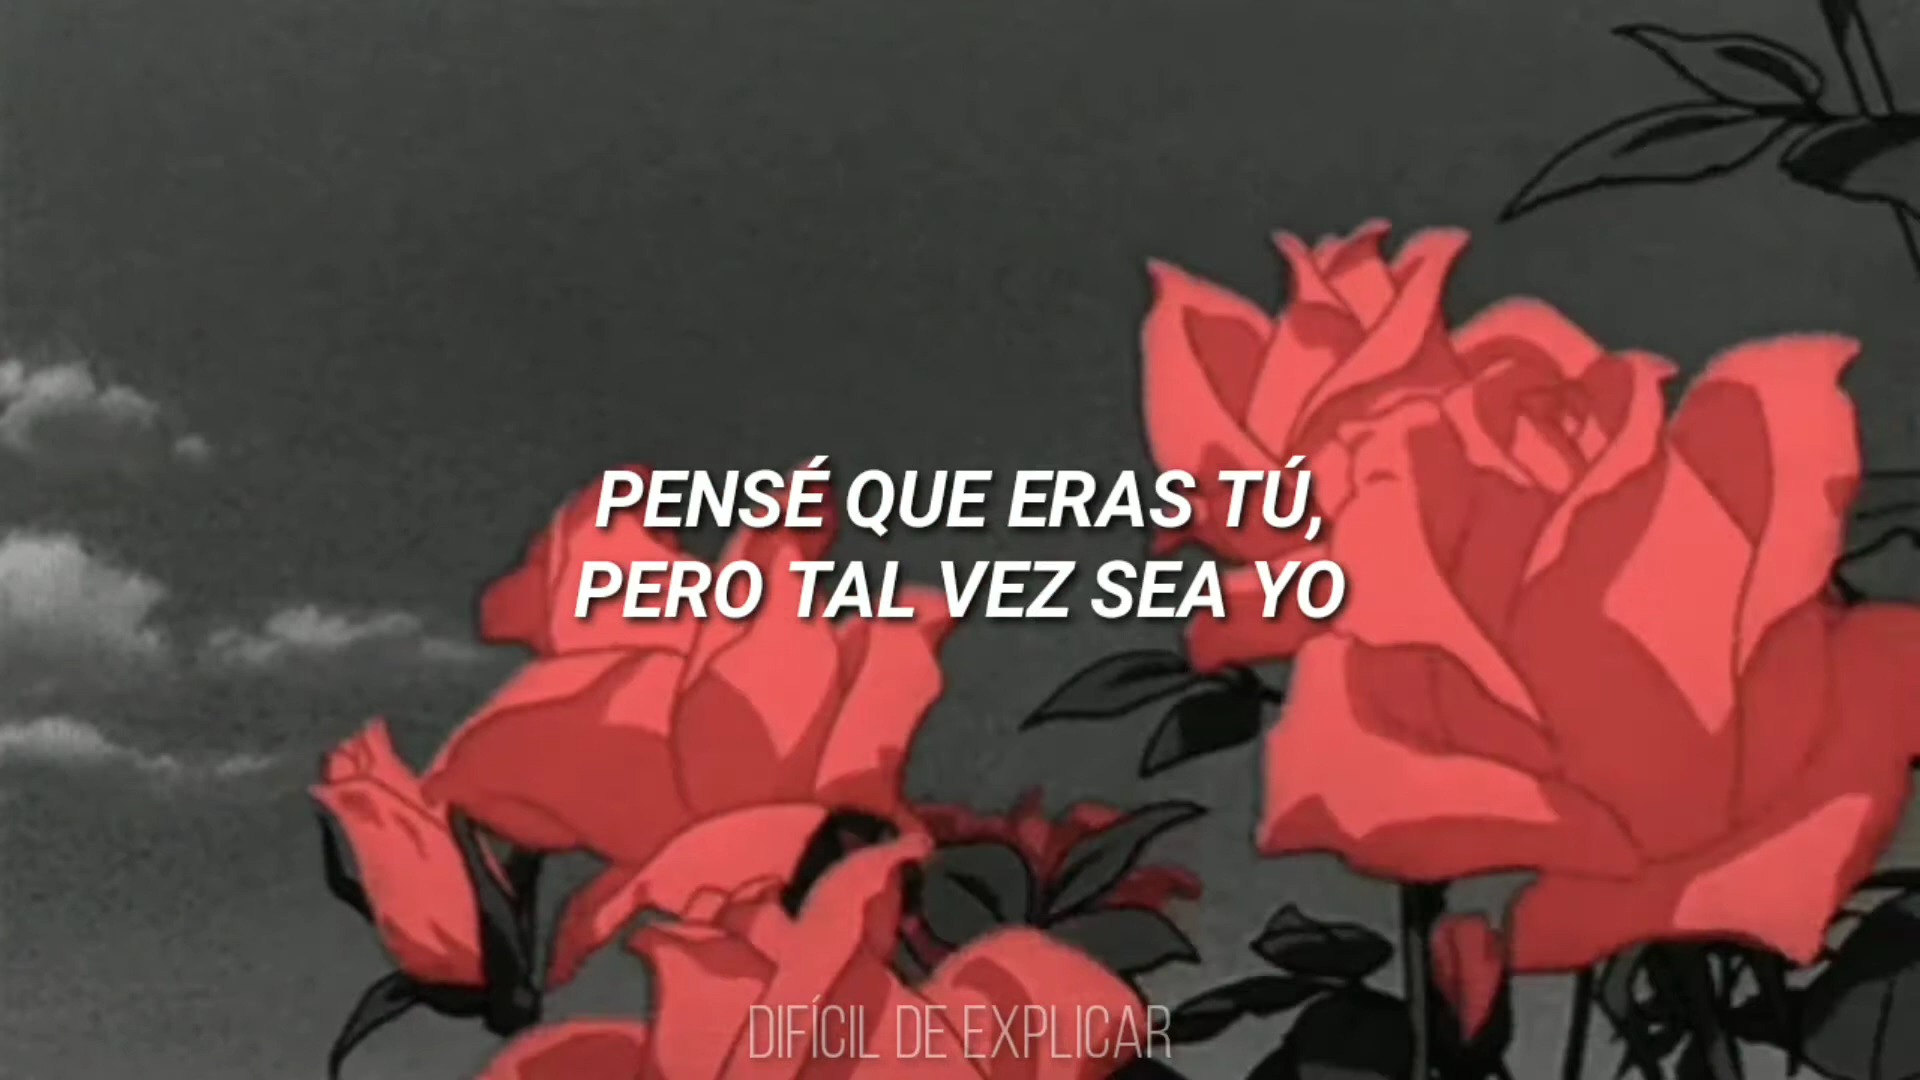 PENSÉ QUE ERAS TÚ,
PERO TAL VEZ SEA YO
DIFÍCIL DE EXPLICAR